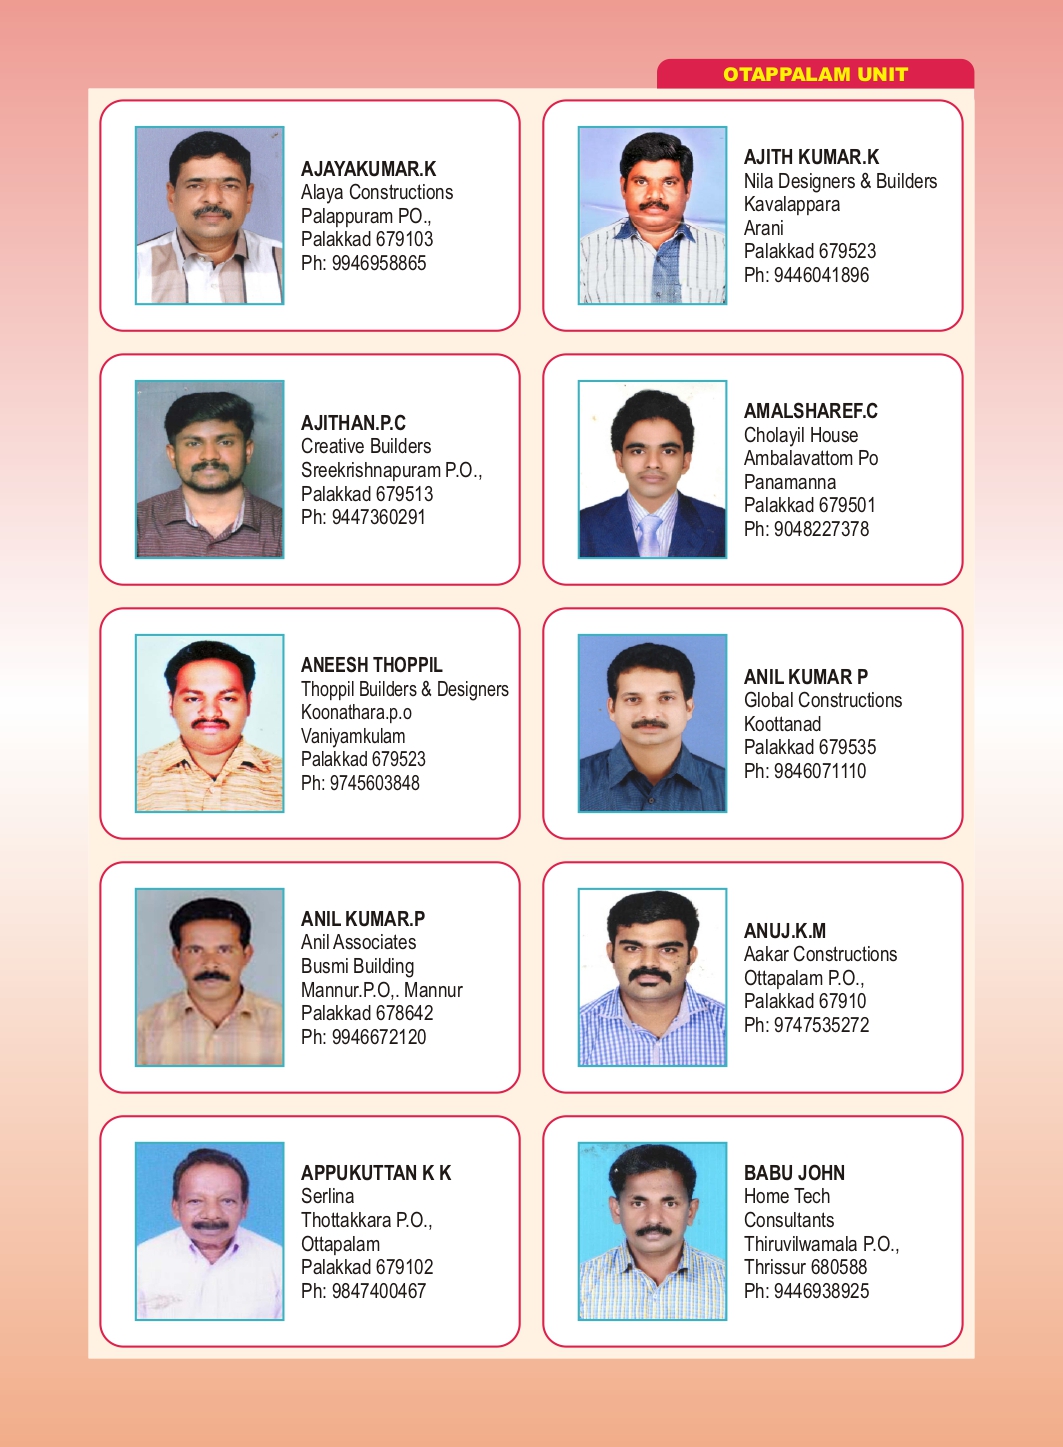 OTAPPALAM UNIT
AJAYAKUMAR.K
Alaya Constructions
Palappuram PO.,
Palakkad 679103
Ph: 9946958865
AJITH KUMAR.K
Nila Designers & Builders
Kavalappara
Arani
Palakkad 679523
Ph: 9446041896
AJITHAN.P.C
Creative Builders
Sreekrishnapuram P.O.,
Palakkad 679513
Ph: 9447360291
AMALSHAREF.C
Cholayil House
Ambalavattom Po
Panamanna
Palakkad 679501
Ph: 9048227378
ANEESH THOPPIL
Thoppil Builders & Designers
Koonathara.p.o
Vaniyamkulam
Palakkad 679523
Ph: 9745603848
ANIL KUMAR P
Global Constructions
Koottanad
Palakkad 679535
Ph: 9846071110
ANIL KUMAR.P
Anil Associates
Busmi Building
Mannur.P.O,. Mannur
Palakkad 678642
Ph: 9946672120
ANUJ.K.M
Aakar Constructions
Ottapalam P.O.,
Palakkad 67910
Ph: 9747535272
APPUKUTTAN K K
Serlina
Thottakkara P.O.,
Ottapalam
Palakkad 679102
Ph: 9847400467
BABU JOHN
Home Tech
Consultants
Thiruvilwamala P.O.,
Thrissur 680588
Ph: 9446938925